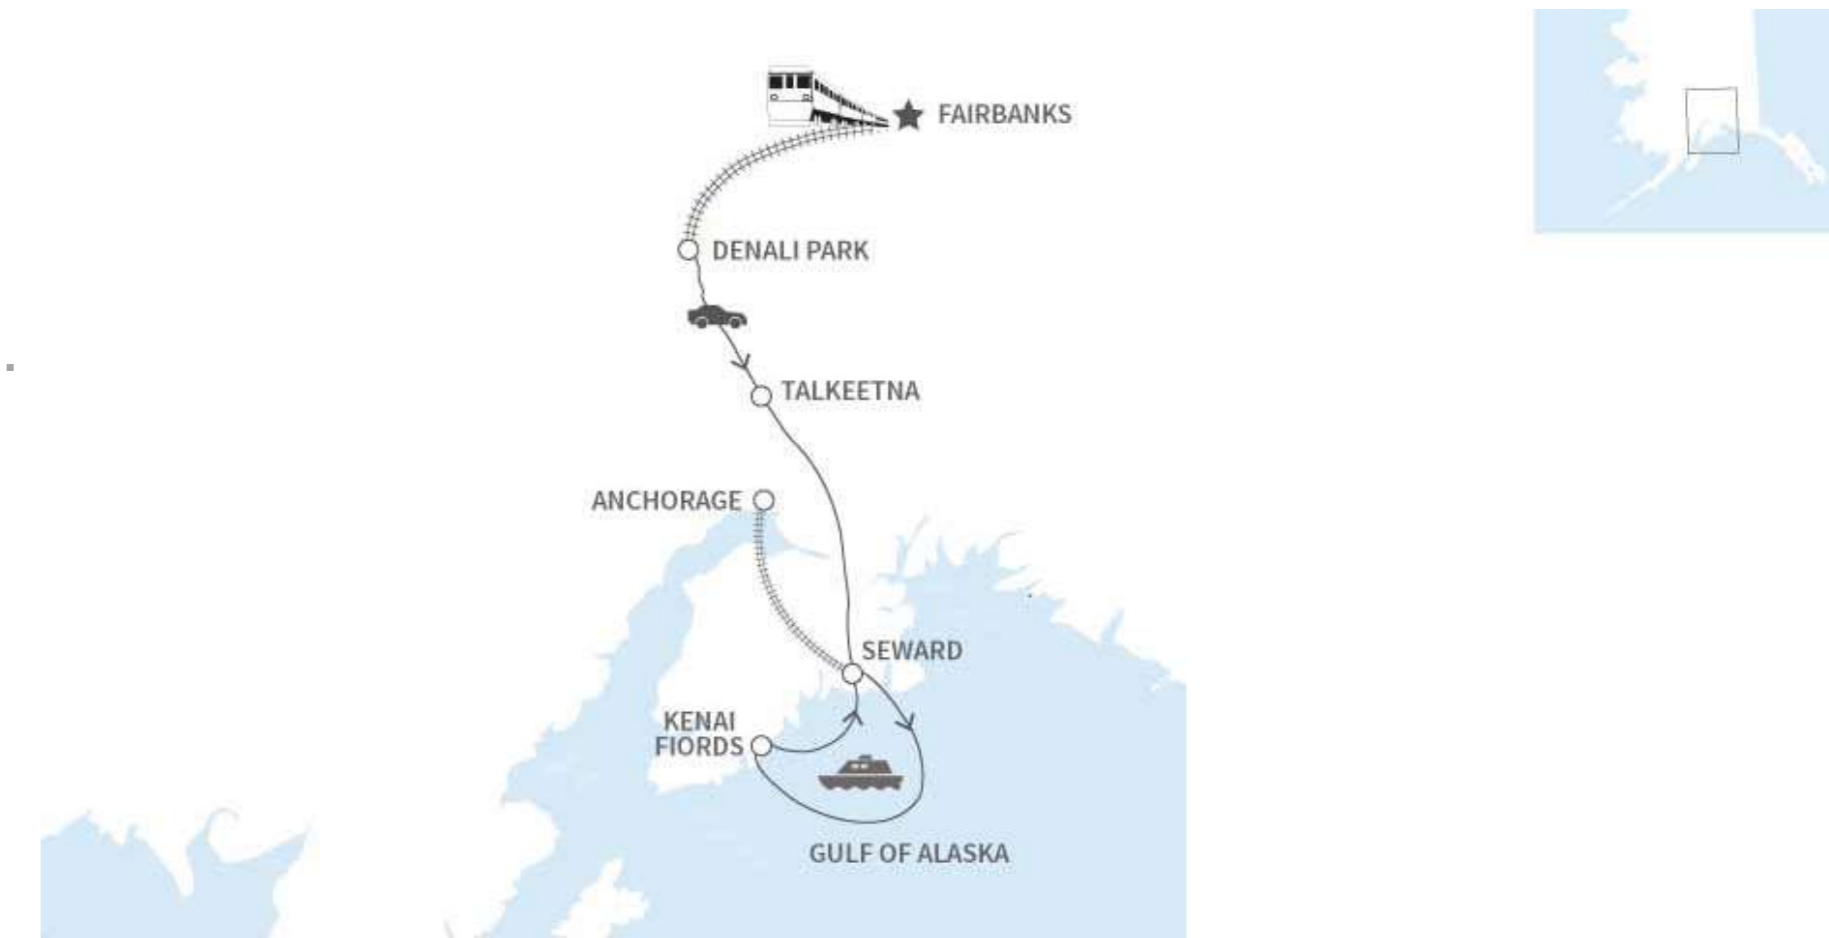 FAIRBANKS
DENALI PARK
TALKEETNA
ANCHORAGE
SEWARD
KENAI
FIORDS
GULF OF ALASKA